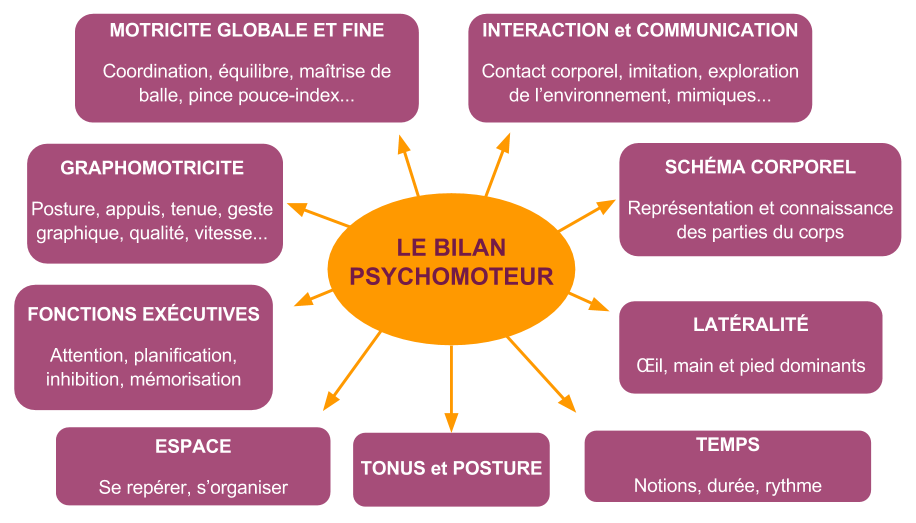 MOTRICITE GLOBALE ET FINE
Coordination, équilibre, maîtrise de
balle, pince pouce-index...
INTERACTION et COMMUNICATION
Contact corporel, imitation, exploration
de l’environnement, mimiques...
GRAPHOMOTRICITE
Posture, appuis, tenue, geste
graphique, qualité, vitesse...
SCHÉMA CORPOREL
Représentation et connaissance
des parties du corps
LE BILAN
PSYCHOMOTEUR
FONCTIONS EXÉCUTIVES
Attention, planification,
inhibition, mémorisation
LATÉRALITÉ
Œil, main et pied dominants
ESPACE
Se repérer, s’organiser
TONUS et POSTURE
TEMPS
Notions, durée, rythme